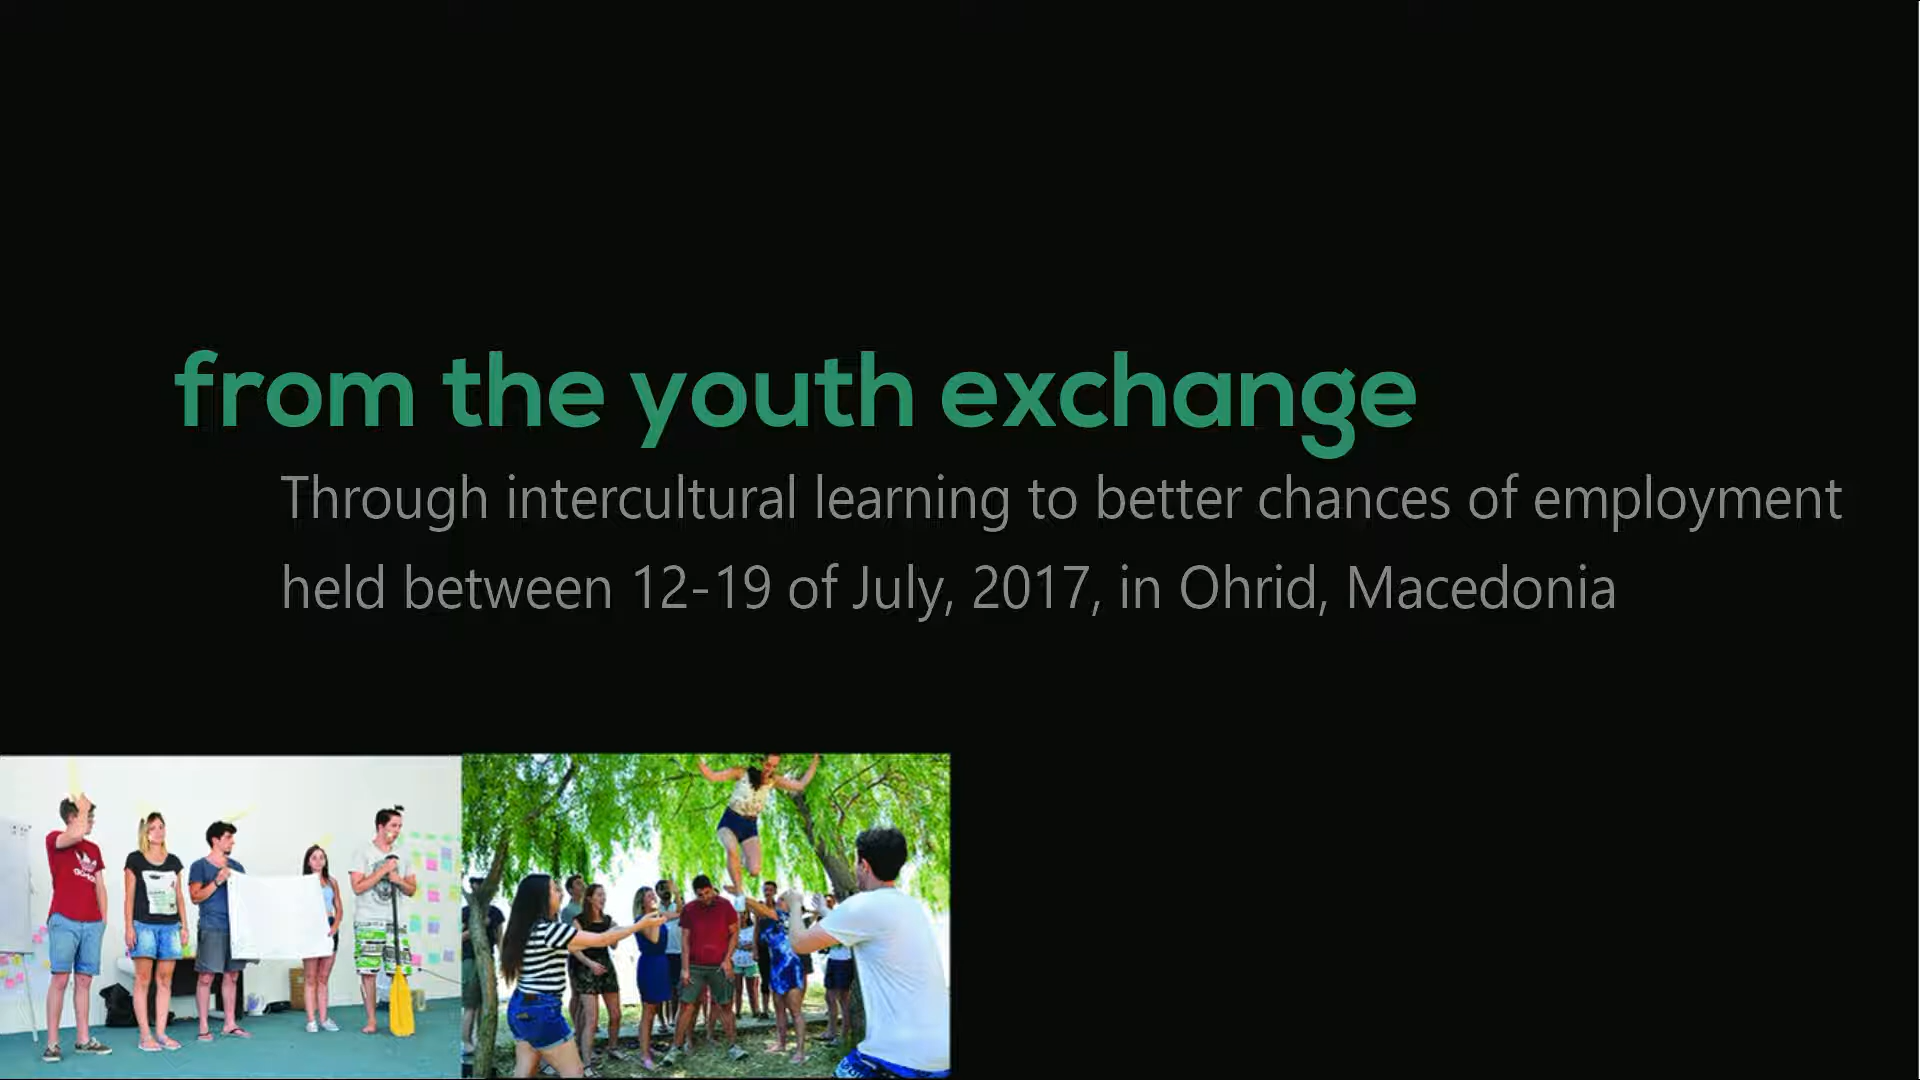 from the youth exchange
Through intercultural learning to better chances of employment
held between 12-19 of July, 2017, in Ohrid, Macedonia
adidas